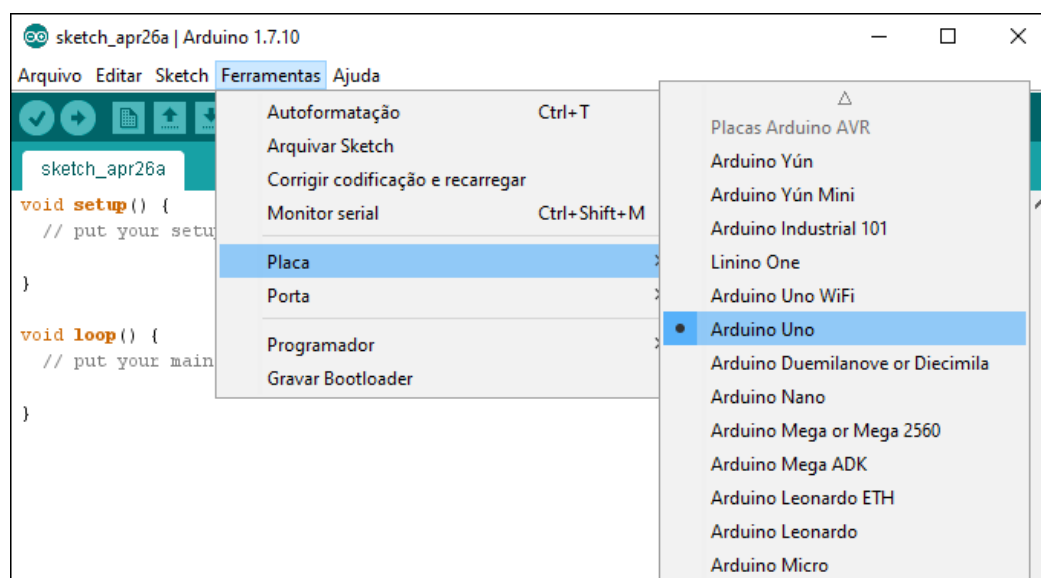 sketch_apr26a | Arduino 1.7.10
Arquivo Editar Sketch Ferramentas Ajuda
sketch_apr26a
void setup() {
// put your setu
}
void loop() {
// put your main
}
Autoformatação Ctrl+T
Arquivar Sketch
Corrigir codificação e recarregar
Monitor serial Ctrl+Shift+M
Placa
Porta
Programador
Gravar Bootloader
Placas Arduino AVR
Arduino Yún
Arduino Yún Mini
Arduino Industrial 101
Linino One
Arduino Uno WiFi
Arduino Uno
Arduino Duemilanove or Diecimila
Arduino Nano
Arduino Mega or Mega 2560
Arduino Mega ADK
Arduino Leonardo ETH
Arduino Leonardo
Arduino Micro